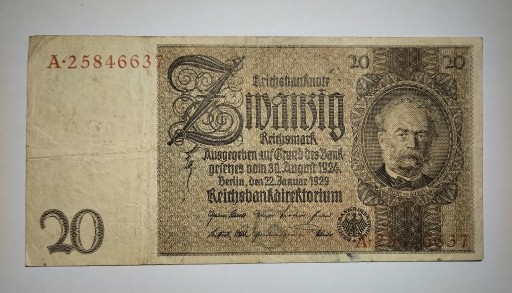 A·25846637
Reichsbanknote
20
20
Zwanzig
Reichsmark
Ausgegeben auf Grund des Bank
gesetzes vom 30. August 1924
Berlin, den 22. Januar 1929
Reichsbankdirektorium
20